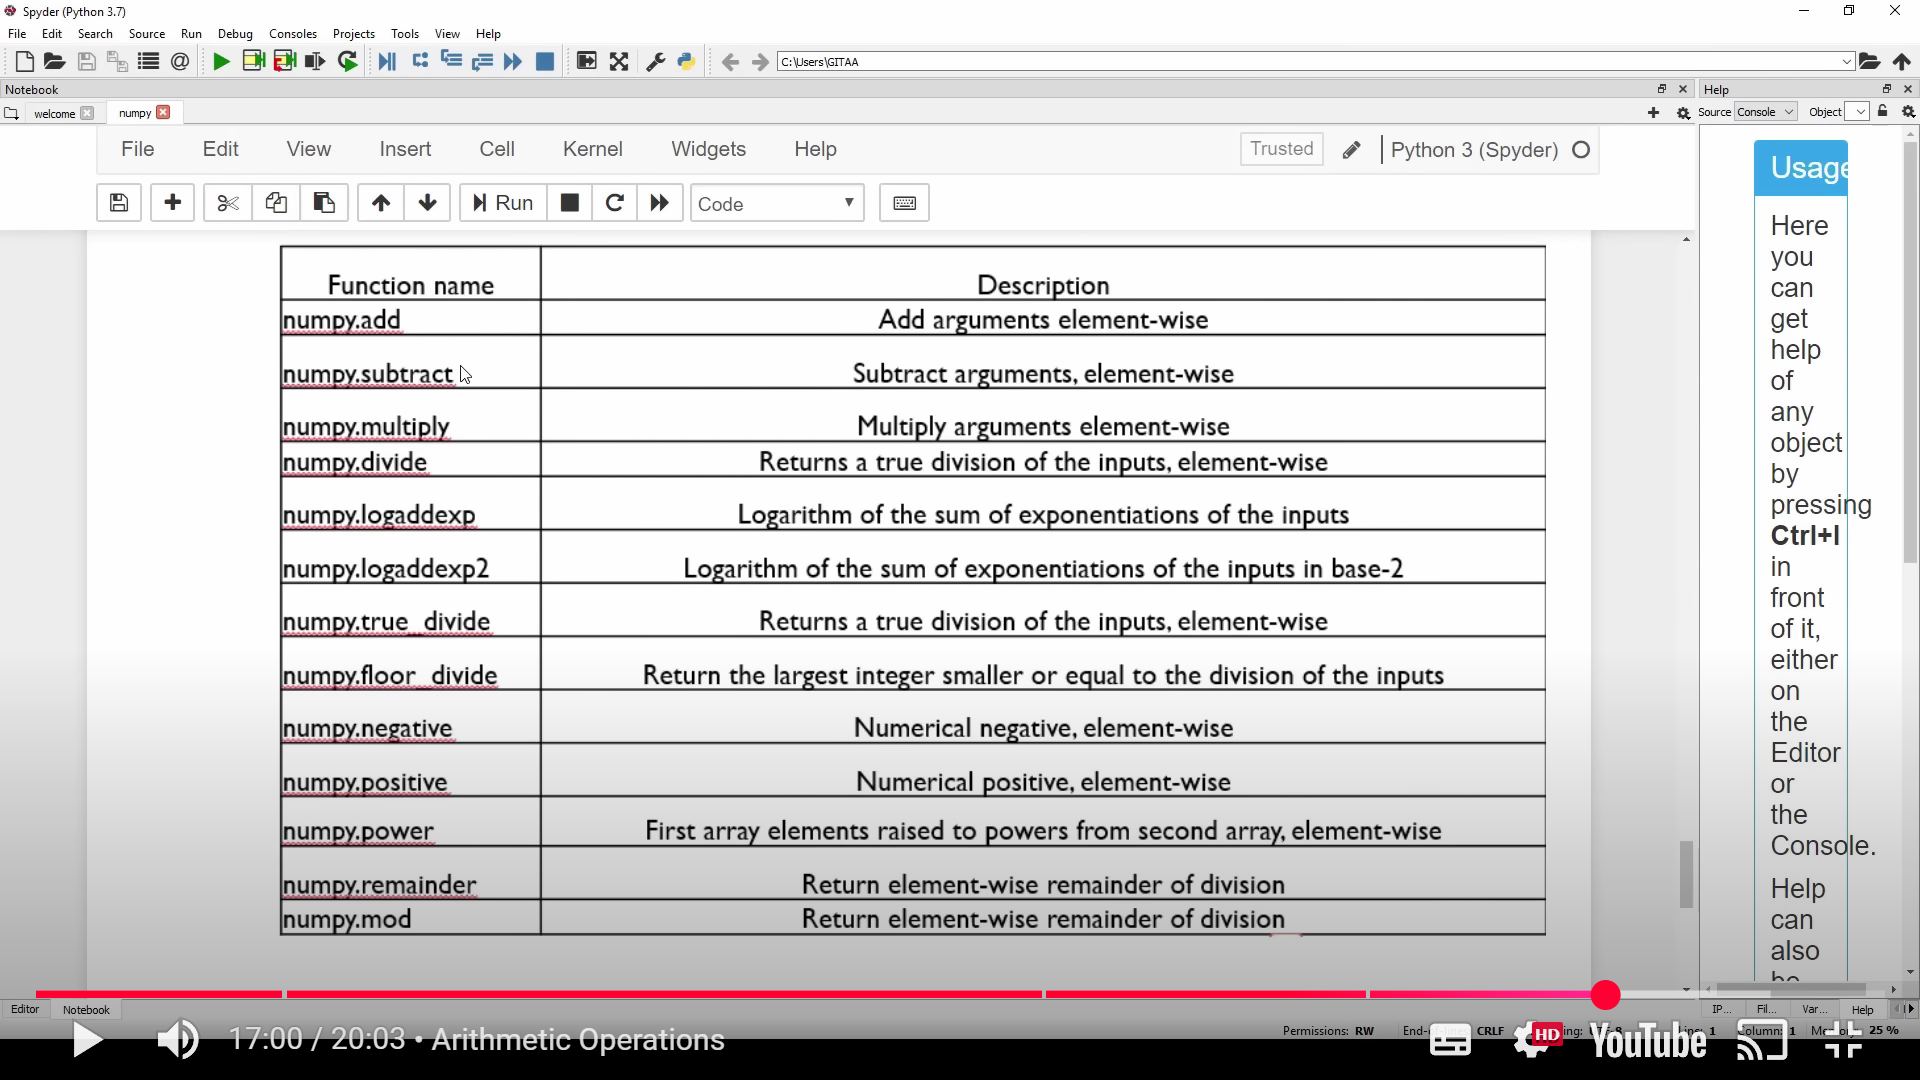 Spyder (Python 3.7)
File Edit Search Source Run Debug Consoles Projects Tools View Help
C:\Users\GITAA
Notebook
Help
welcome numpy
Source Console Object
File Edit View Insert Cell Kernel Widgets Help
Trusted Python 3 (Spyder)
Run Code
Function name Description
numpy.add Add arguments element-wise
numpy.subtract Subtract arguments, element-wise
numpy.multiply Multiply arguments element-wise
numpy.divide Returns a true division of the inputs, element-wise
numpy.logaddexp Logarithm of the sum of exponentiations of the inputs
numpy.logaddexp2 Logarithm of the sum of exponentiations of the inputs in base-2
numpy.true_divide Returns a true division of the inputs, element-wise
numpy.floor_divide Return the largest integer smaller or equal to the division of the inputs
numpy.negative Numerical negative, element-wise
numpy.positive Numerical positive, element-wise
numpy.power First array elements raised to powers from second array, element-wise
numpy.remainder Return element-wise remainder of division
numpy.mod Return element-wise remainder of division
Usage
Here
you
can
get
help
of
any
object
by
pressing
Ctrl+I
in
front
of it,
either
on
the
Editor
or
the
Console.
Help
can
also
Editor Notebook
IP... Fil... Var... Help
Permissions: RW CRLF 1 Column: 1 25 %
17:00 / 20:03 • Arithmetic Operations
HD YouTube